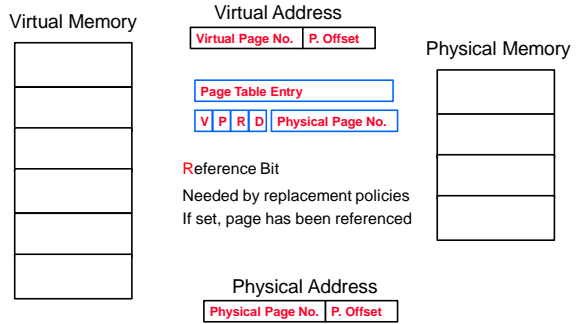 Virtual Memory
Virtual Address
Virtual Page No. P. Offset
Physical Memory
Page Table Entry
V P R D Physical Page No.
Reference Bit
Needed by replacement policies
If set, page has been referenced
Physical Address
Physical Page No. P. Offset